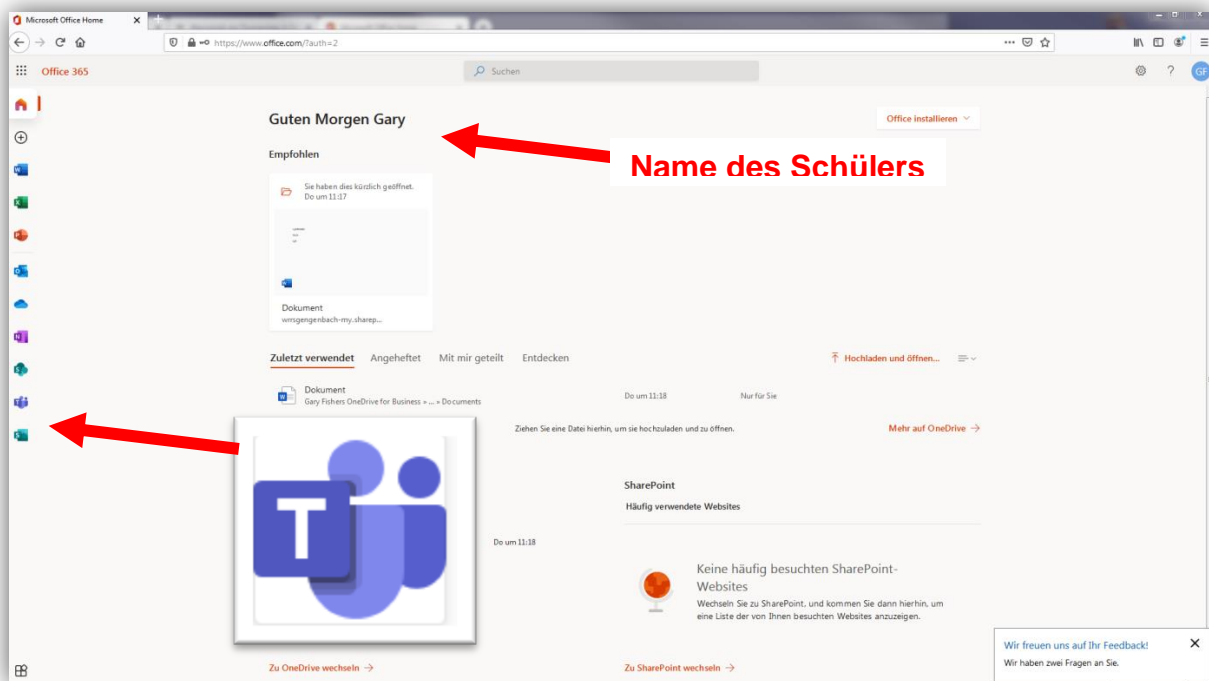 Microsoft Office Home
https://www.office.com/?auth=2
Office 365
Suchen
GF
Guten Morgen Gary
Office installieren
Name des Schülers
Empfohlen
Sie haben dies kürzlich geöffnet.
Do um 11:17
Dokument
wrrsgengenbach-my.sharep...
Zuletzt verwendet Angeheftet Mit mir geteilt Entdecken
Hochladen und öffnen...
Dokument
Gary Fishers OneDrive for Business » ... » Documents
Do um 11:18
Nur für Sie
Ziehen Sie eine Datei hierhin, um sie hochzuladen und zu öffnen.
Mehr auf OneDrive →
T
SharePoint
Häufig verwendete Websites
Do um 11:18
Keine häufig besuchten SharePoint-
Websites
Wechseln Sie zu SharePoint, und kommen Sie dann hierhin, um
eine Liste der von Ihnen besuchten Websites anzuzeigen.
Zu OneDrive wechseln →
Zu SharePoint wechseln →
Wir freuen uns auf Ihr Feedback!
Wir haben zwei Fragen an Sie.